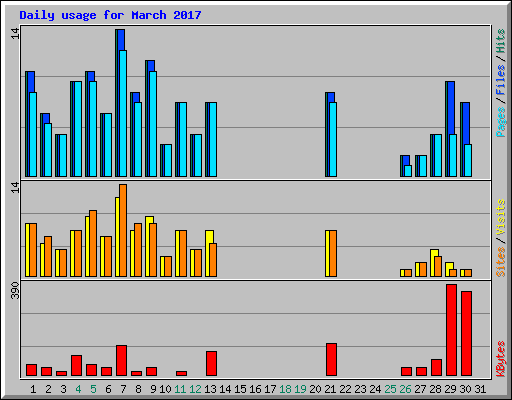 Daily usage for March 2017
14
Pages / Files / Hits
14
Sites / Visits
390
KBytes
1 2 3 4 5 6 7 8 9 10 11 12 13 14 15 16 17 18 19 20 21 22 23 24 25 26 27 28 29 30 31